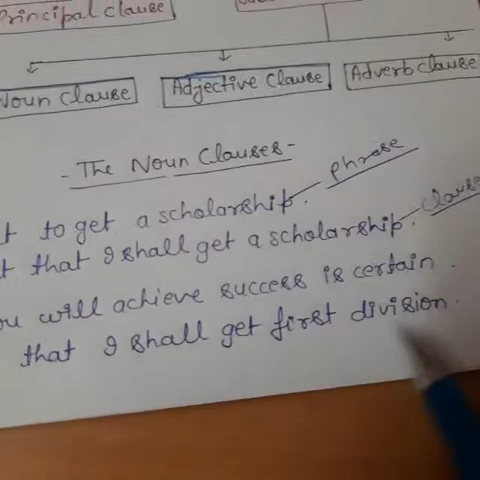 Principal Clause
Noun Clause
Adjective Clause
Adverb Clause
- The Noun Clauses -
to get a scholarship. phrase
that I shall get a scholarship. Clause
will achieve success is certain.
that I shall get first division.